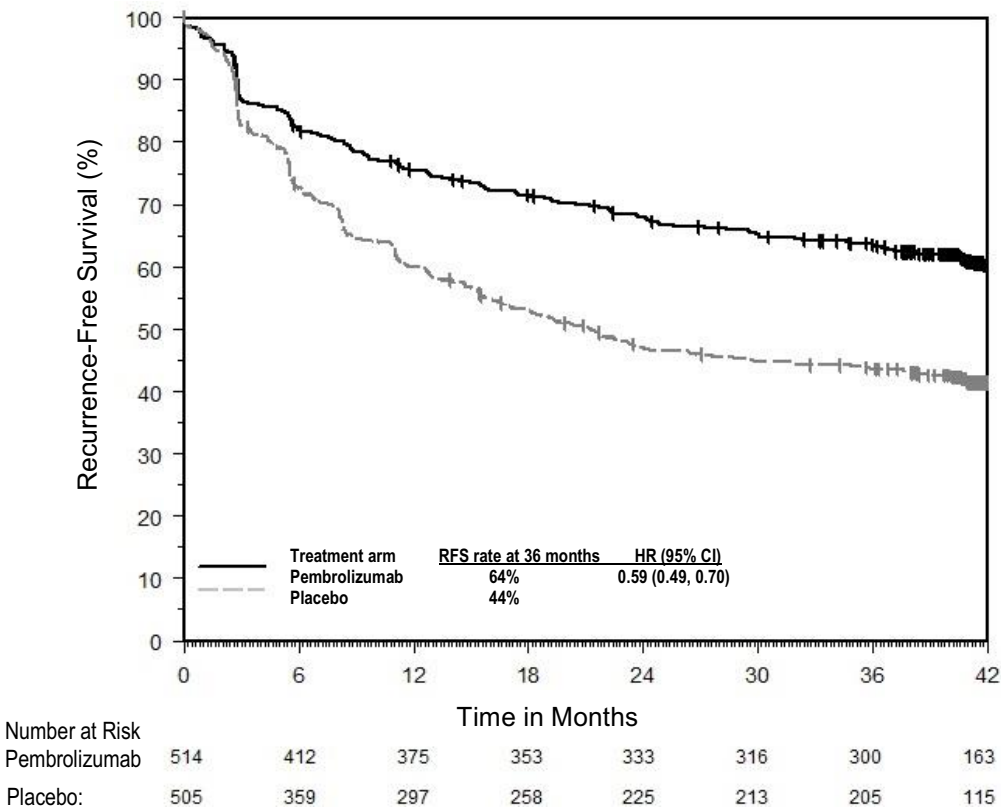 100
90
80
70
60
50
40
30
20
10
0
Recurrence-Free Survival (%)
Treatment arm RFS rate at 36 months HR (95% CI)
Pembrolizumab 64% 0.59 (0.49, 0.70)
Placebo 44%
0 6 12 18 24 30 36 42
Time in Months
Number at Risk
Pembrolizumab 514 412 375 353 333 316 300 163
Placebo: 505 359 297 258 225 213 205 115